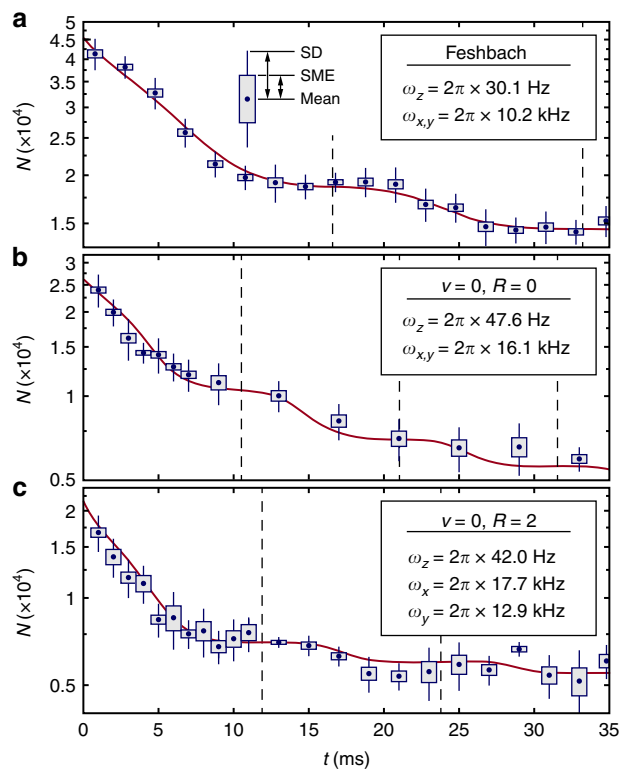 a
N (×10⁴)
5
4.5
4
3.5
3
2.5
2
1.5
SD
SME
Mean
Feshbach
ω_z = 2π × 30.1 Hz
ω_x,y = 2π × 10.2 kHz
b
N (×10⁴)
3
2.5
2
1.5
1
0.5
v = 0, R = 0
ω_z = 2π × 47.6 Hz
ω_x,y = 2π × 16.1 kHz
c
N (×10⁴)
2
1.5
1
0.5
v = 0, R = 2
ω_z = 2π × 42.0 Hz
ω_x = 2π × 17.7 kHz
ω_y = 2π × 12.9 kHz
0 5 10 15 20 25 30 35
t (ms)